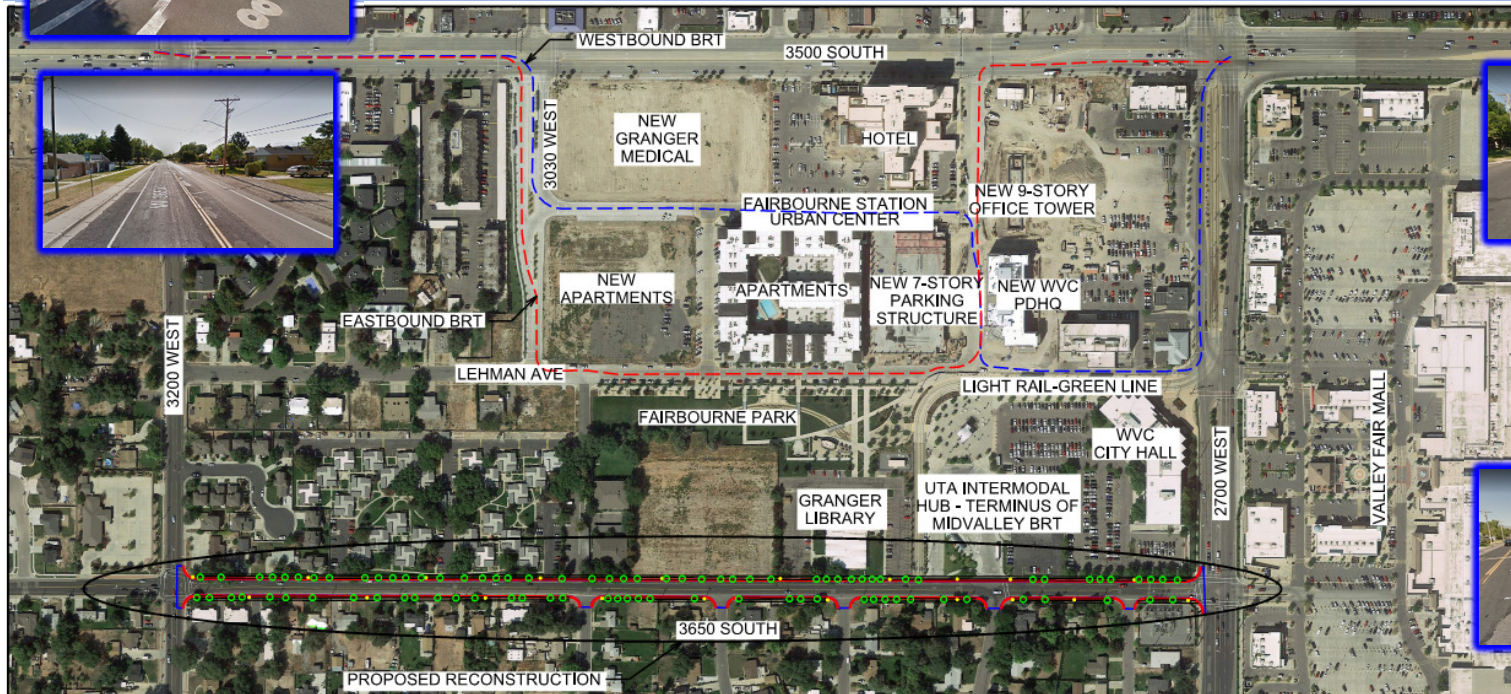 WESTBOUND BRT
3500 SOUTH
3030 WEST
NEW
GRANGER
MEDICAL
HOTEL
NEW 9-STORY
OFFICE TOWER
FAIRBOURNE STATION
URBAN CENTER
NEW
APARTMENTS
APARTMENTS
NEW 7-STORY
PARKING
STRUCTURE
NEW WVC
PDHQ
EASTBOUND BRT
3200 WEST
LEHMAN AVE
LIGHT RAIL-GREEN LINE
FAIRBOURNE PARK
WVC
CITY HALL
2700 WEST
VALLEY FAIR MALL
GRANGER
LIBRARY
UTA INTERMODAL
HUB - TERMINUS OF
MIDVALLEY BRT
3650 SOUTH
PROPOSED RECONSTRUCTION